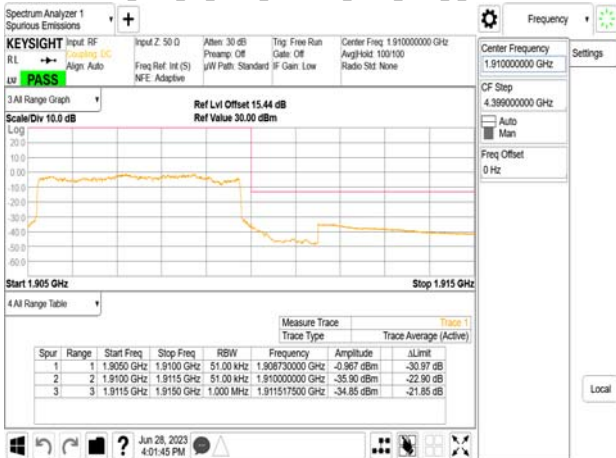 Spectrum Analyzer 1
Spurious Emissions
Frequency
KEYSIGHT Input: RF Input Z: 50 Ω Atten: 30 dB Trig: Free Run Center Freq: 1.910000000 GHz
RL Coupling: DC Preamp: Off Gate: Off Avg|Hold: 100/100
Align: Auto Freq Ref: Int (S) µW Path: Standard IF Gain: Low Radio Std: None
LV PASS NFE: Adaptive
Center Frequency
1.910000000 GHz
Settings
CF Step
4.399000000 GHz
Auto
Man
Freq Offset
0 Hz
3 All Range Graph
Ref Lvl Offset 15.44 dB
Scale/Div 10.0 dB Ref Value 30.00 dBm
Log
20.0
10.0
0.00
-10.0
-20.0
-30.0
-40.0
-50.0
-60.0
Start 1.905 GHz Stop 1.915 GHz
4 All Range Table
Measure Trace Trace 1
Trace Type Trace Average (Active)
Spur Range Start Freq Stop Freq RBW Frequency Amplitude ΔLimit
1 1 1.9050 GHz 1.9100 GHz 51.00 kHz 1.908730000 GHz -0.967 dBm -30.97 dB
2 2 1.9100 GHz 1.9115 GHz 51.00 kHz 1.910000000 GHz -35.90 dBm -22.90 dB
3 3 1.9115 GHz 1.9150 GHz 1.000 MHz 1.911517500 GHz -34.85 dBm -21.85 dB
Local
?
Jun 28, 2023
4:01:45 PM